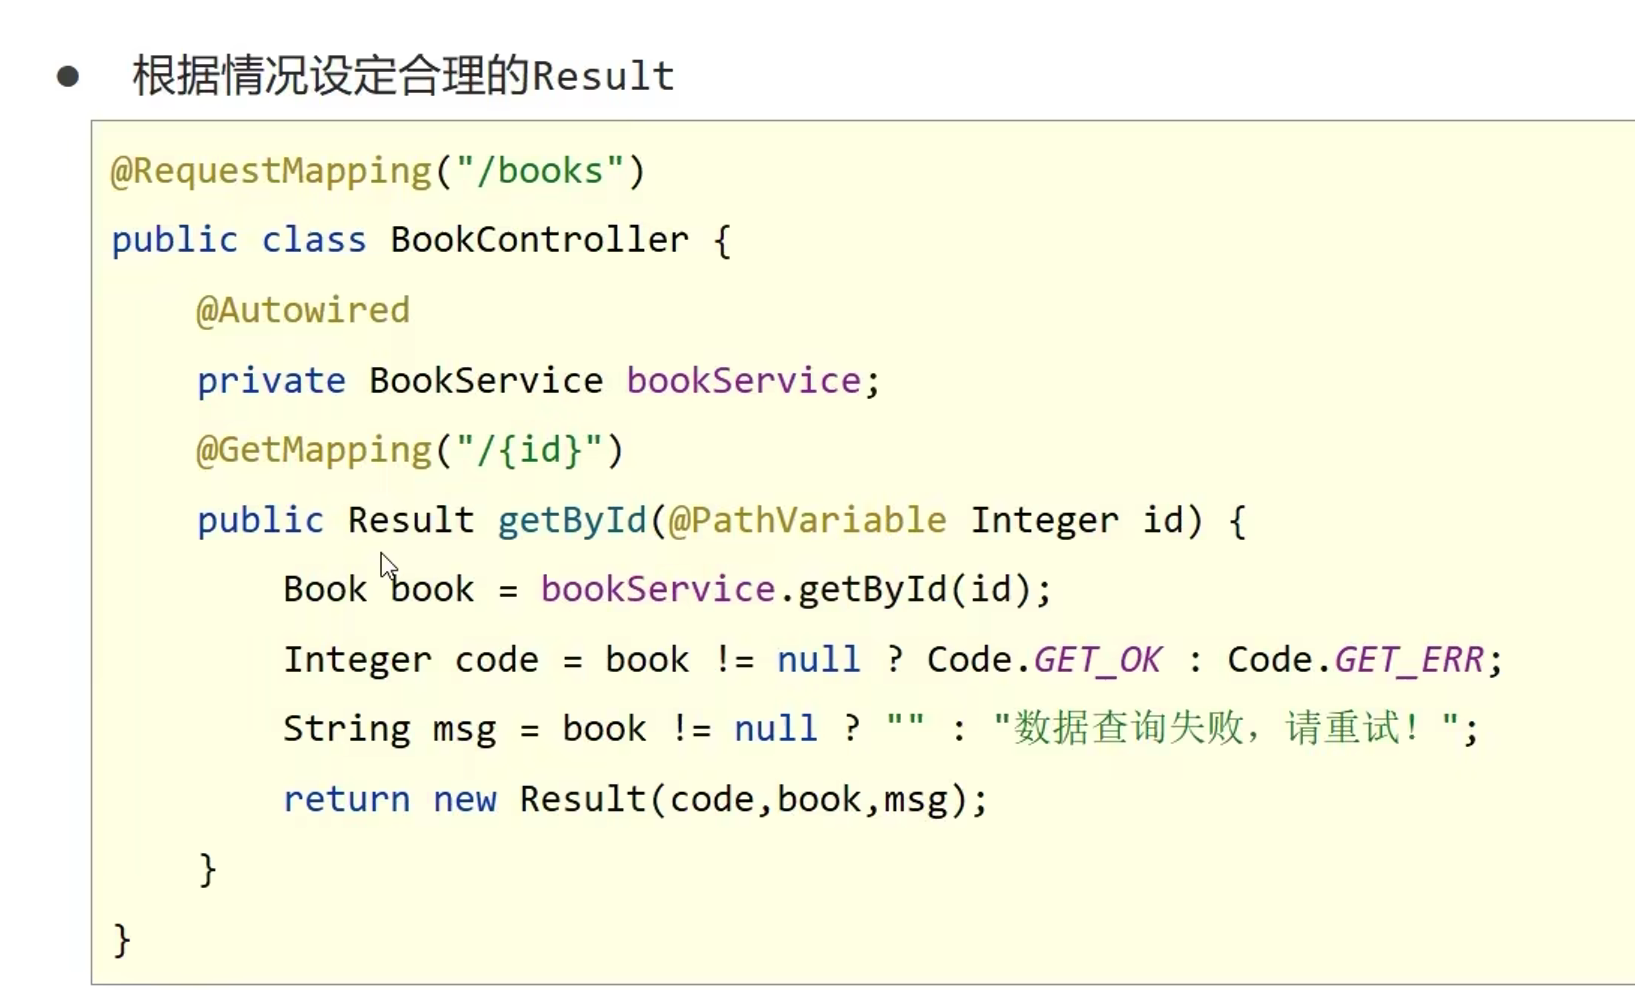 ● 根据情况设定合理的Result
@RequestMapping("/books")
public class BookController {
    @Autowired
    private BookService bookService;
    @GetMapping("/{id}")
    public Result getById(@PathVariable Integer id) {
        Book book = bookService.getById(id);
        Integer code = book != null ? Code.GET_OK : Code.GET_ERR;
        String msg = book != null ? "" : "数据查询失败，请重试！";
        return new Result(code,book,msg);
    }
}